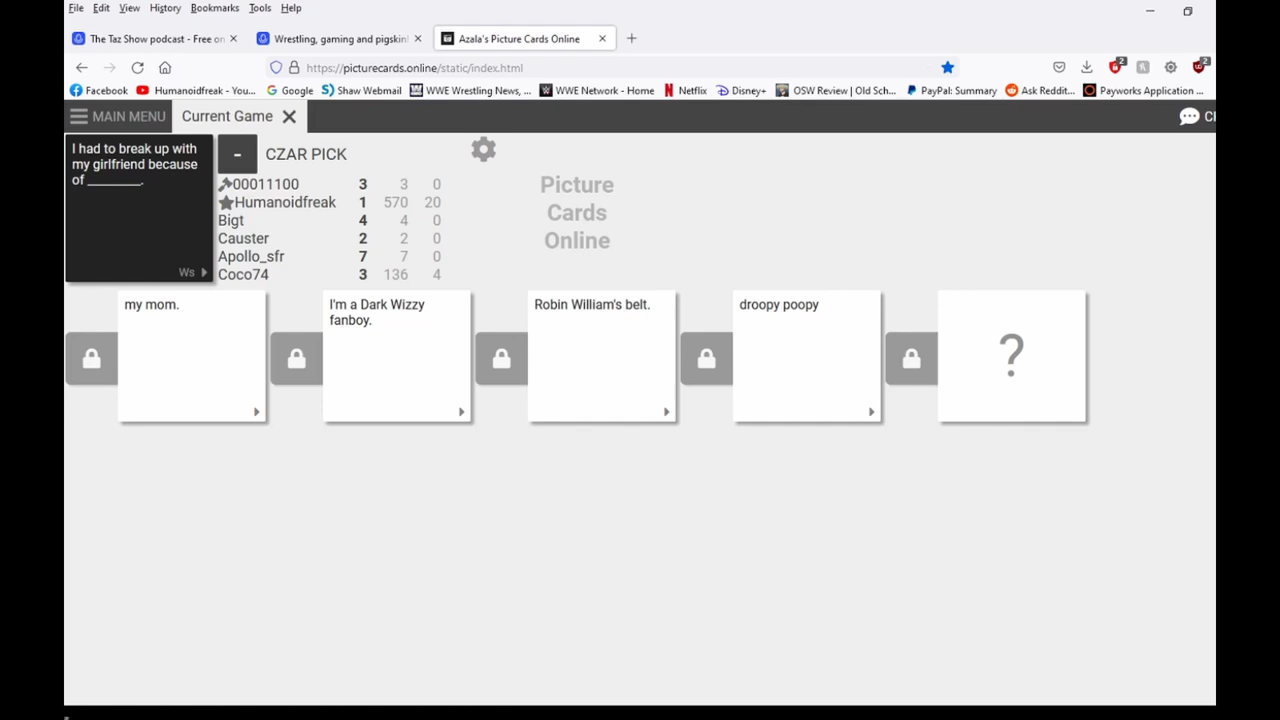 File Edit View History Bookmarks Tools Help
The Taz Show podcast - Free on
Wrestling, gaming and pigskin!
Azala's Picture Cards Online
https://picturecards.online/static/index.html
2
2
Facebook Humanoidfreak - You... Google Shaw Webmail WWE Wrestling News, ... WWE Network - Home Netflix Disney+ OSW Review | Old Sch... PayPal: Summary Ask Reddit... Payworks Application ...
MAIN MENU Current Game
I had to break up with
my girlfriend because
of ________.
Ws
- CZAR PICK
00011100 3 3 0
Humanoidfreak 1 570 20
Bigt 4 4 0
Causter 2 2 0
Apollo_sfr 7 7 0
Coco74 3 136 4
Picture
Cards
Online
my mom.
I'm a Dark Wizzy
fanboy.
Robin William's belt.
droopy poopy
?